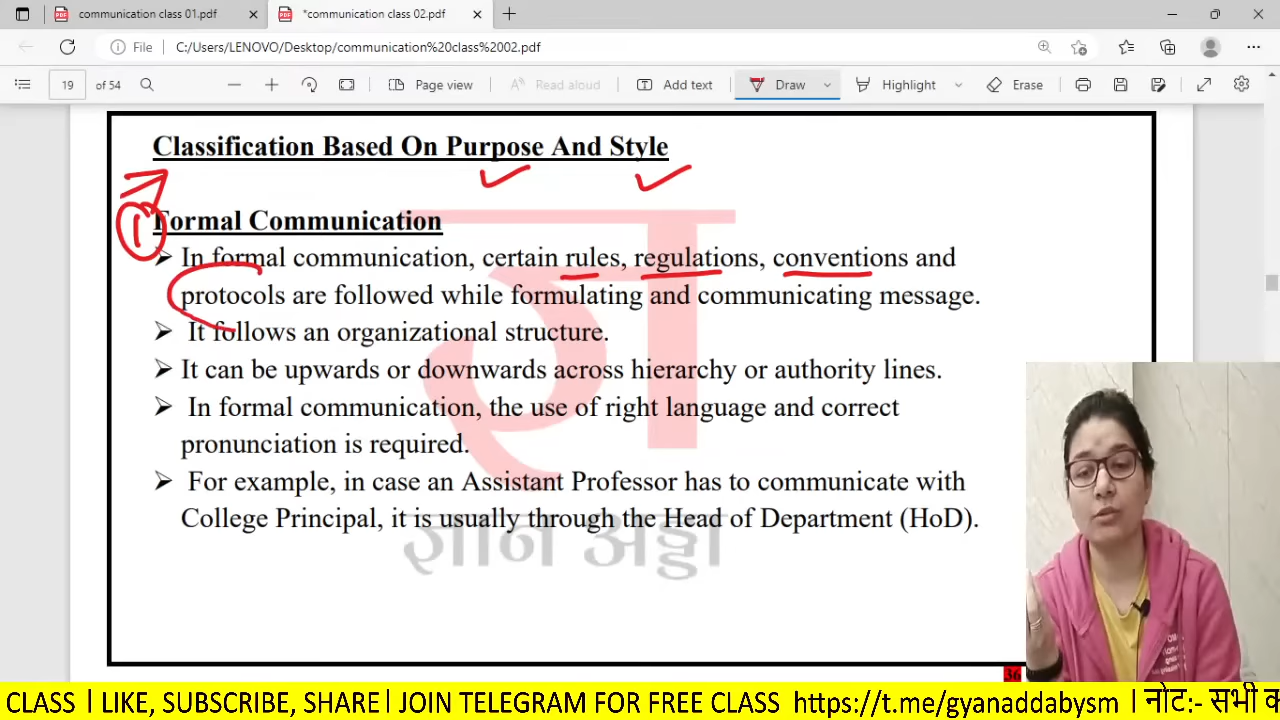 communication class 01.pdf
*communication class 02.pdf
File C:/Users/LENOVO/Desktop/communication%20class%2002.pdf
19 of 54 Page view Read aloud Add text Draw Highlight Erase
Classification Based On Purpose And Style
1
Formal Communication
➢ In formal communication, certain rules, regulations, conventions and
protocols are followed while formulating and communicating message.
➢ It follows an organizational structure.
➢ It can be upwards or downwards across hierarchy or authority lines.
➢ In formal communication, the use of right language and correct
pronunciation is required.
➢ For example, in case an Assistant Professor has to communicate with
College Principal, it is usually through the Head of Department (HoD).
ज्ञान अड्डा
36
CLASS । LIKE, SUBSCRIBE, SHARE। JOIN TELEGRAM FOR FREE CLASS https://t.me/gyanaddabysm । नोट:- सभी व